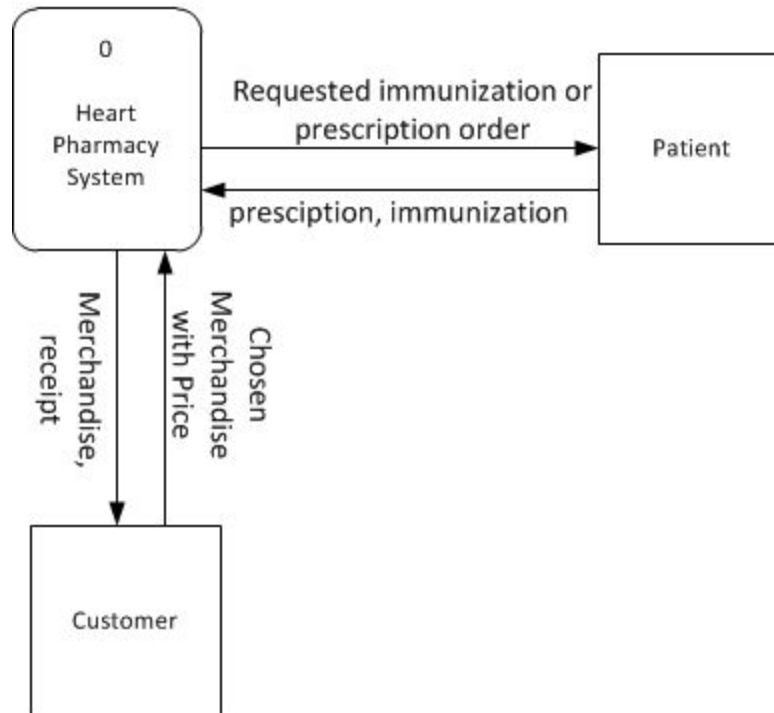 0
Heart
Pharmacy
System
Requested immunization or
prescription order
Patient
presciption, immunization
Merchandise,
receipt
Chosen
Merchandise
with Price
Customer